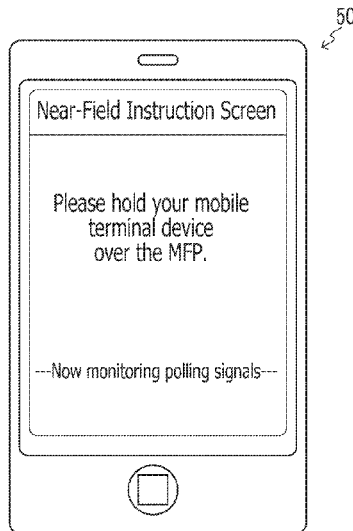 50
Near-Field Instruction Screen
Please hold your mobile
terminal device
over the MFP.
---Now monitoring polling signals---